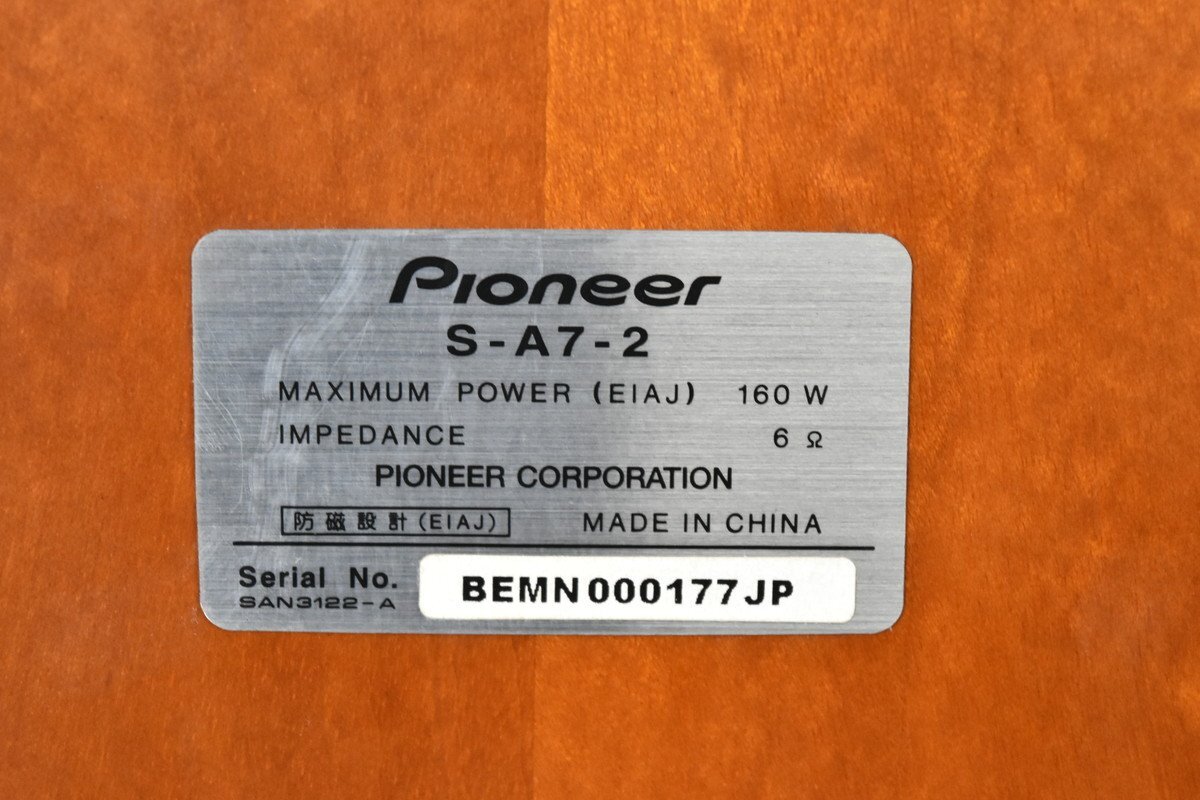 Pioneer
S-A7-2
MAXIMUM POWER (EIAJ) 160 W
IMPEDANCE 6 Ω
PIONEER CORPORATION
防磁設計(EIAJ) MADE IN CHINA
Serial No. BEMN000177JP
SAN3122-A